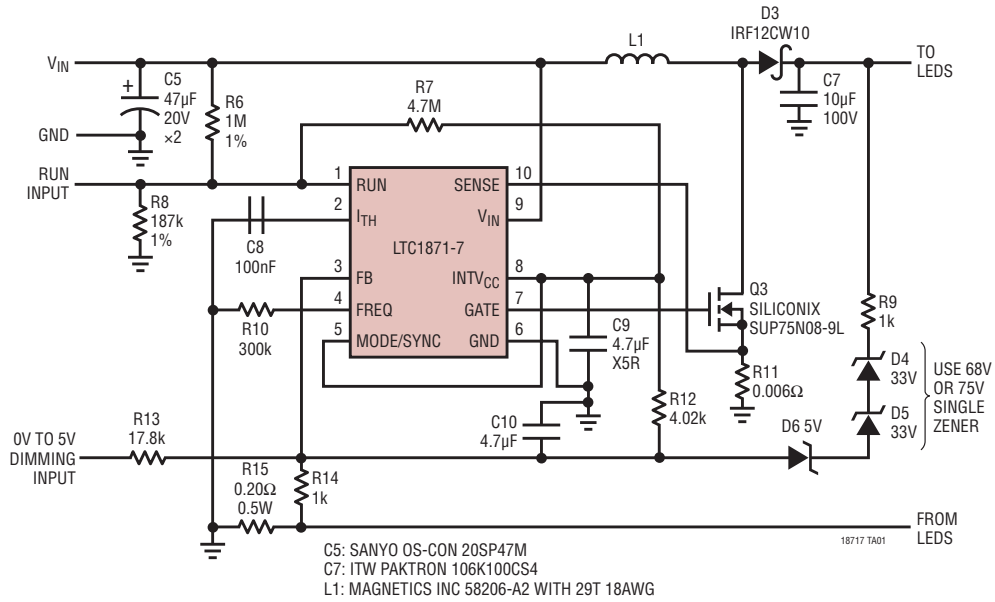 D3
IRF12CW10
L1
V_IN
TO
LEDS
+
C5
47µF
20V
×2
R6
1M
1%
R7
4.7M
C7
10µF
100V
GND
RUN
INPUT
1
RUN
SENSE
10
R8
187k
1%
2
I_TH
V_IN
9
C8
100nF
LTC1871-7
3
FB
INTV_CC
8
4
FREQ
GATE
7
R10
300k
5
MODE/SYNC
GND
6
Q3
SILICONIX
SUP75N08-9L
R9
1k
C9
4.7µF
X5R
D4
33V
D5
33V
USE 68V
OR 75V
SINGLE
ZENER
R11
0.006Ω
R12
4.02k
C10
4.7µF
R13
17.8k
D6 5V
0V TO 5V
DIMMING
INPUT
R15
0.20Ω
0.5W
R14
1k
FROM
LEDS
18717 TA01
C5: SANYO OS-CON 20SP47M
C7: ITW PAKTRON 106K100CS4
L1: MAGNETICS INC 58206-A2 WITH 29T 18AWG